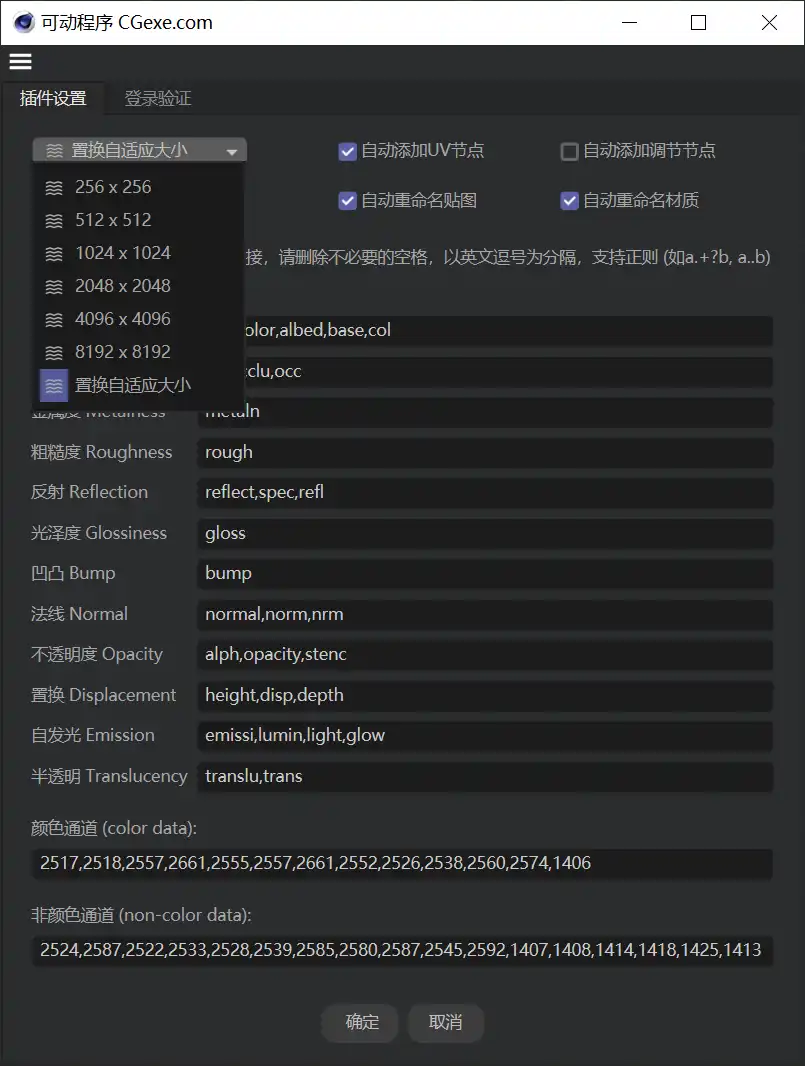 可动程序 CGexe.com
插件设置 登录验证
置换自适应大小 自动添加UV节点 自动添加调节节点
256 x 256
512 x 512
1024 x 1024
2048 x 2048
4096 x 4096
8192 x 8192
置换自适应大小
自动重命名贴图 自动重命名材质
接，请删除不必要的空格，以英文逗号为分隔，支持正则 (如a.+?b, a..b)
olor,albed,base,col
clu,occ
金属度 Metalness metaln
粗糙度 Roughness rough
反射 Reflection reflect,spec,refl
光泽度 Glossiness gloss
凹凸 Bump bump
法线 Normal normal,norm,nrm
不透明度 Opacity alph,opacity,stenc
置换 Displacement height,disp,depth
自发光 Emission emissi,lumin,light,glow
半透明 Translucency translu,trans
颜色通道 (color data):
2517,2518,2557,2661,2555,2557,2661,2552,2526,2538,2560,2574,1406
非颜色通道 (non-color data):
2524,2587,2522,2533,2528,2539,2585,2580,2587,2545,2592,1407,1408,1414,1418,1425,1413
确定 取消